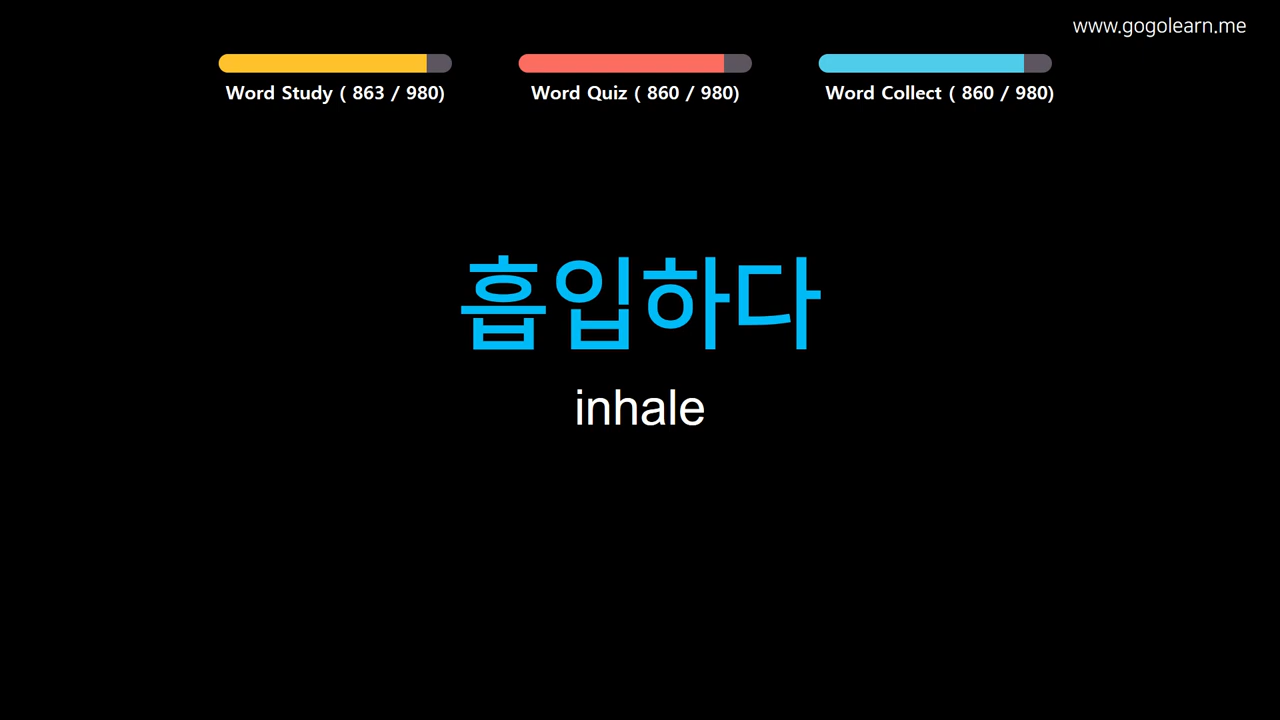 www.gogolearn.me
Word Study ( 863 / 980)
Word Quiz ( 860 / 980)
Word Collect ( 860 / 980)
흡입하다
inhale